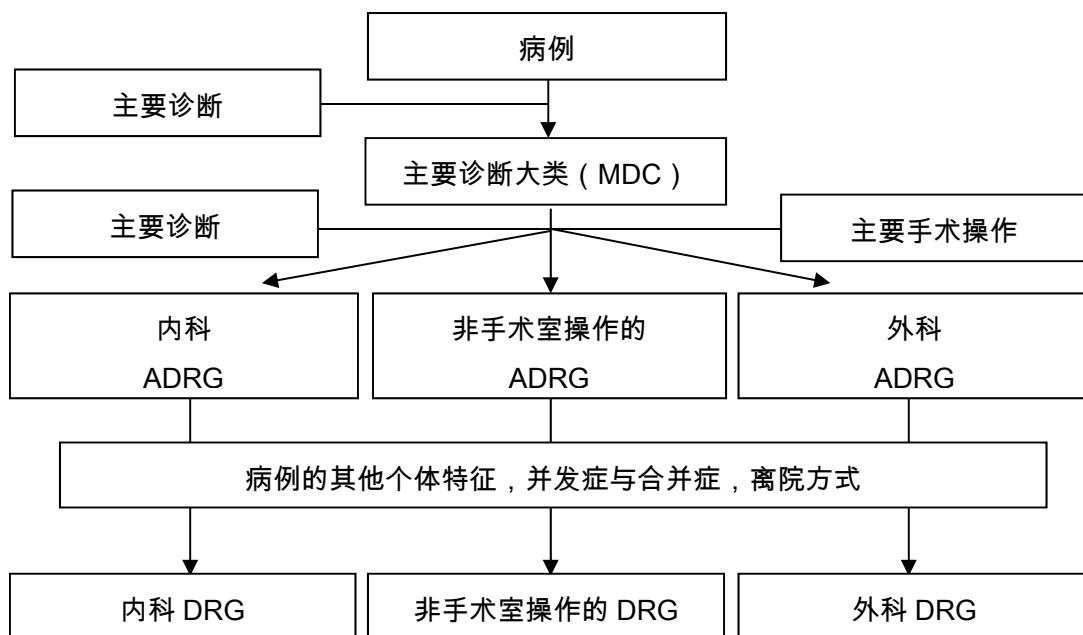 病例
主要诊断
主要诊断大类（MDC）
主要诊断
主要手术操作
内科
ADRG
非手术室操作的
ADRG
外科
ADRG
病例的其他个体特征，并发症与合并症，离院方式
内科 DRG
非手术室操作的 DRG
外科 DRG